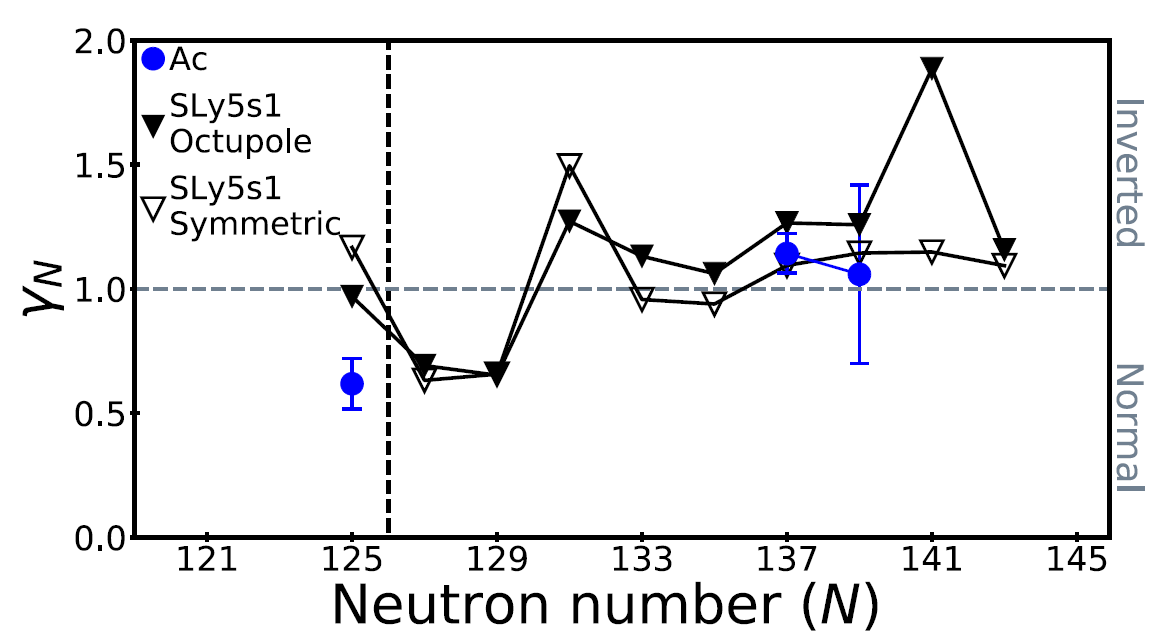 2.0
1.5
1.0
0.5
0.0
γN
Ac
SLy5s1
Octupole
SLy5s1
Symmetric
Inverted
Normal
121
125
129
133
137
141
145
Neutron number (N)